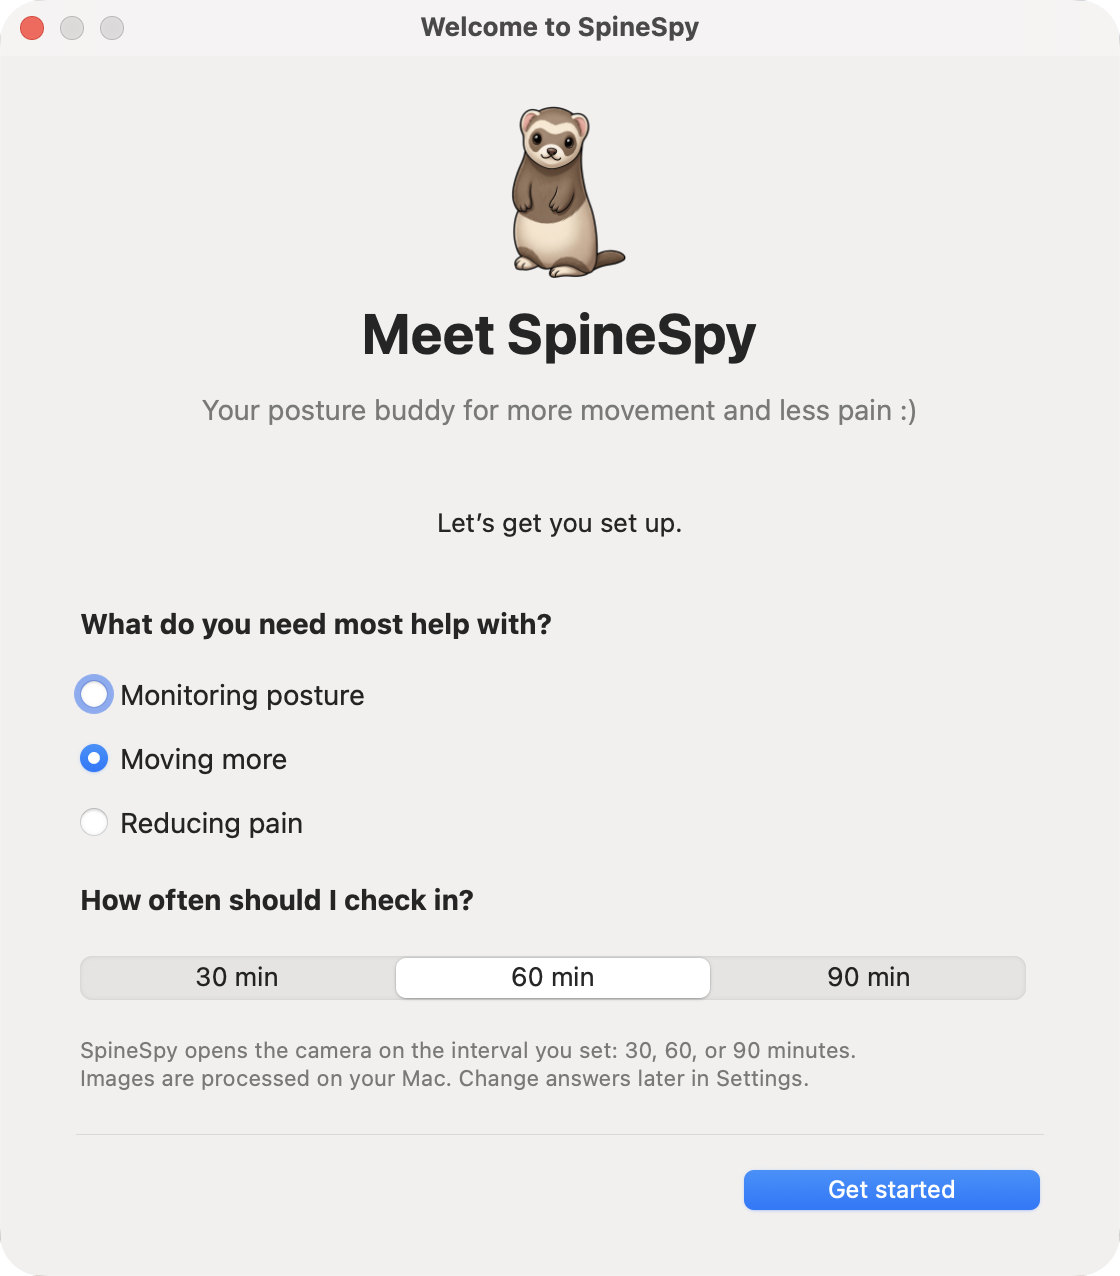 Welcome to SpineSpy
Meet SpineSpy
Your posture buddy for more movement and less pain :)
Let’s get you set up.
What do you need most help with?
Monitoring posture
Moving more
Reducing pain
How often should I check in?
30 min 60 min 90 min
SpineSpy opens the camera on the interval you set: 30, 60, or 90 minutes.
Images are processed on your Mac. Change answers later in Settings.
Get started